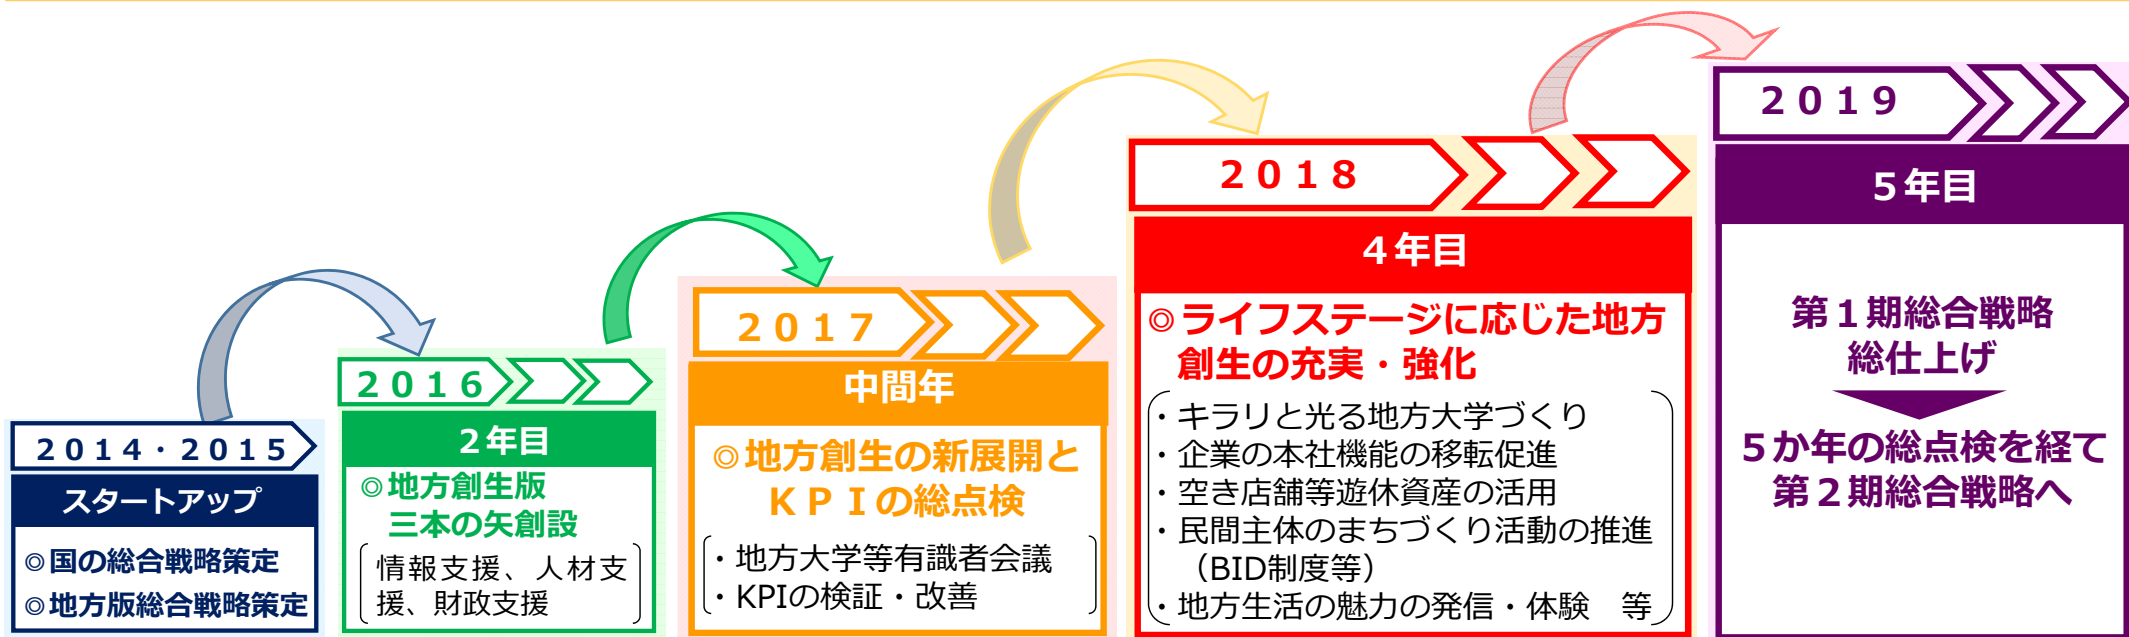 ２０１４・２０１５
スタートアップ
◎国の総合戦略策定
◎地方版総合戦略策定
２０１６
２年目
◎地方創生版
三本の矢創設
情報支援、人材支
援、財政支援
２０１７
中間年
◎地方創生の新展開と
ＫＰＩの総点検
・地方大学等有識者会議
・KPIの検証・改善
２０１８
４年目
◎ライフステージに応じた地方
創生の充実・強化
・キラリと光る地方大学づくり
・企業の本社機能の移転促進
・空き店舗等遊休資産の活用
・民間主体のまちづくり活動の推進
（BID制度等）
・地方生活の魅力の発信・体験　等
２０１９
５年目
第１期総合戦略
総仕上げ
５か年の総点検を経て
第２期総合戦略へ